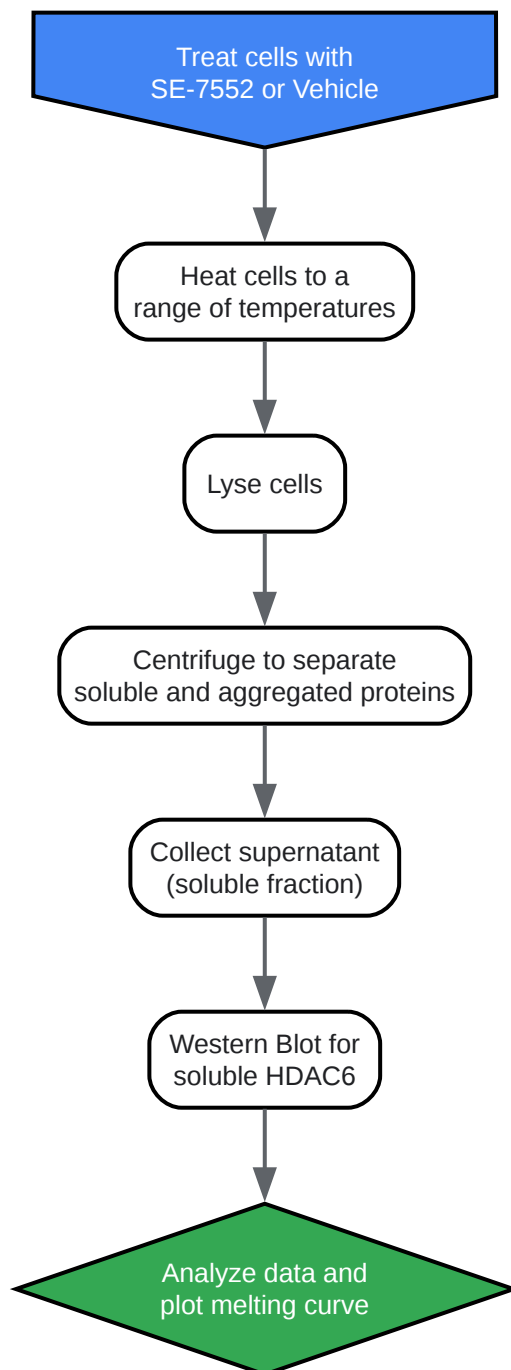 Treat cells with
SE-7552 or Vehicle
Heat cells to a
range of temperatures
Lyse cells
Centrifuge to separate
soluble and aggregated proteins
Collect supernatant
(soluble fraction)
Western Blot for
soluble HDAC6
Analyze data and
plot melting curve